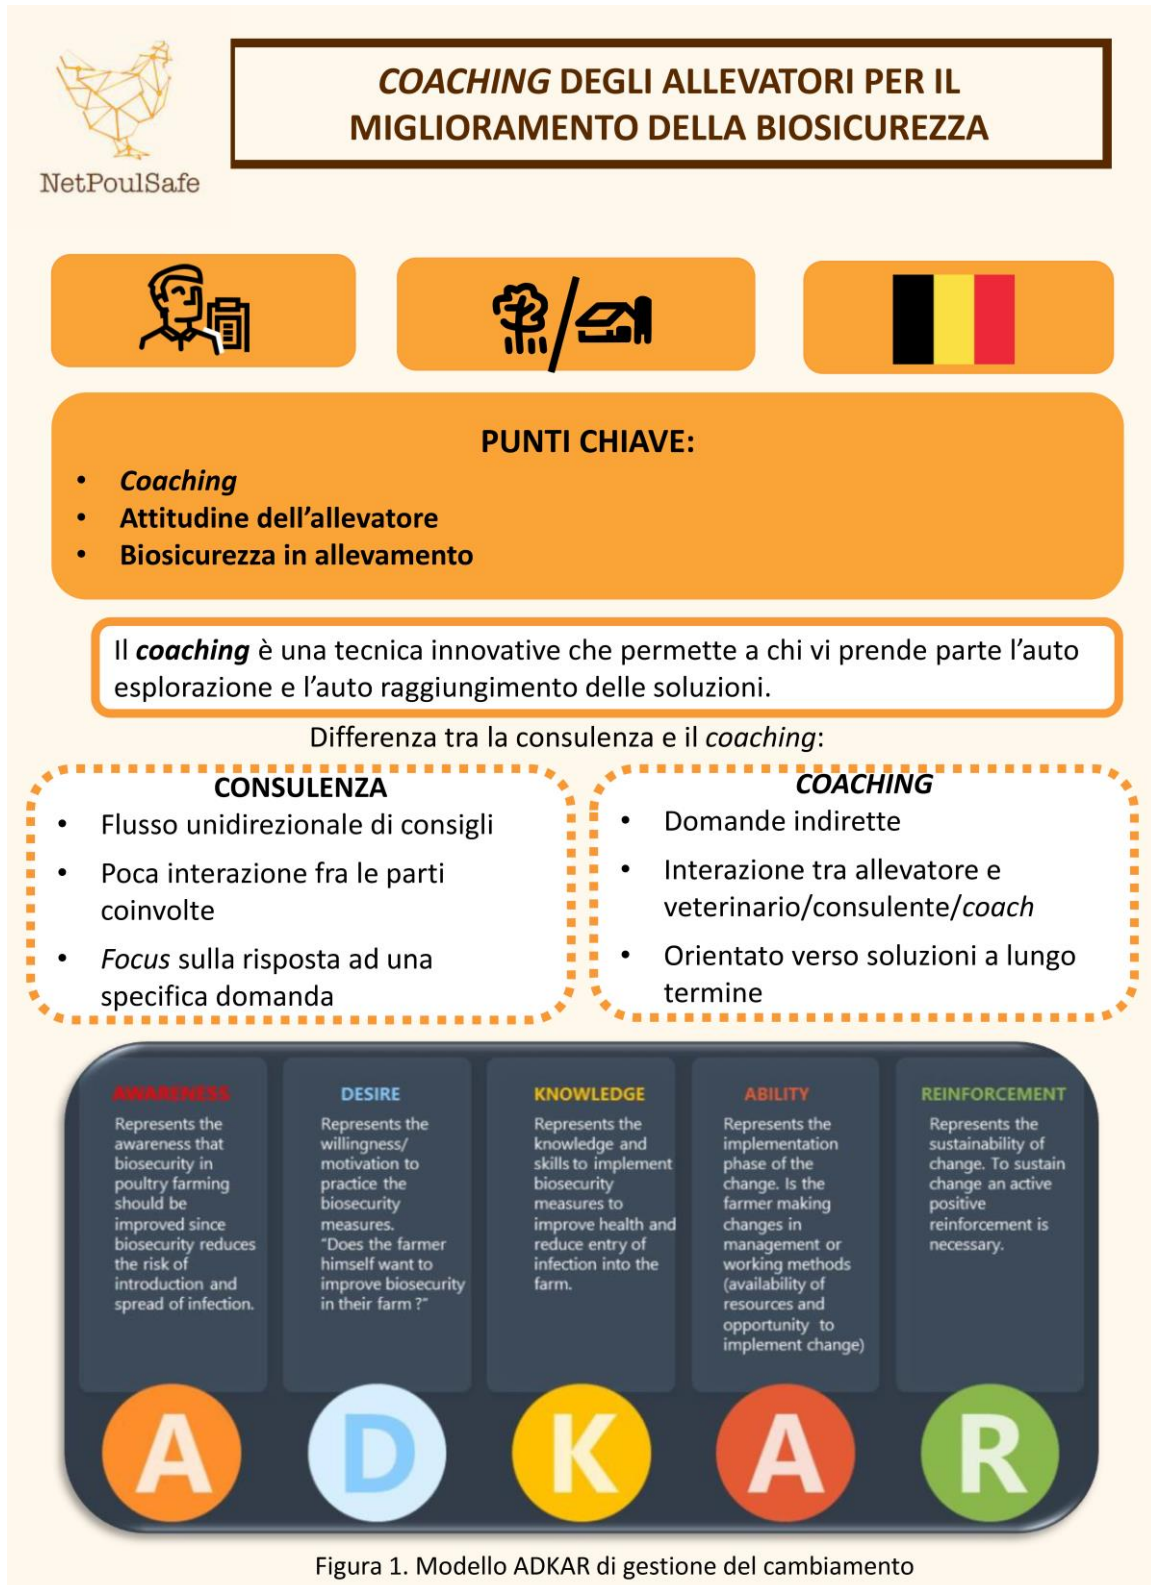 COACHING DEGLI ALLEVATORI PER IL
MIGLIORAMENTO DELLA BIOSICUREZZA
NetPoulSafe
PUNTI CHIAVE:
• Coaching
• Attitudine dell'allevatore
• Biosicurezza in allevamento
Il coaching è una tecnica innovative che permette a chi vi prende parte l'auto
esplorazione e l'auto raggiungimento delle soluzioni.
Differenza tra la consulenza e il coaching:
CONSULENZA
• Flusso unidirezionale di consigli
• Poca interazione fra le parti
coinvolte
• Focus sulla risposta ad una
specifica domanda
COACHING
• Domande indirette
• Interazione tra allevatore e
veterinario/consulente/coach
• Orientato verso soluzioni a lungo
termine
AWARENESS
Represents the
awareness that
biosecurity in
poultry farming
should be
improved since
biosecurity reduces
the risk of
introduction and
spread of infection.
DESIRE
Represents the
willingness/
motivation to
practice the
biosecurity
measures.
"Does the farmer
himself want to
improve biosecurity
in their farm ?"
KNOWLEDGE
Represents the
knowledge and
skills to implement
biosecurity
measures to
improve health and
reduce entry of
infection into the
farm.
ABILITY
Represents the
implementation
phase of the
change. Is the
farmer making
changes in
management or
working methods
(availability of
resources and
opportunity to
implement change)
REINFORCEMENT
Represents the
sustainability of
change. To sustain
change an active
positive
reinforcement is
necessary.
A D K A R
Figura 1. Modello ADKAR di gestione del cambiamento